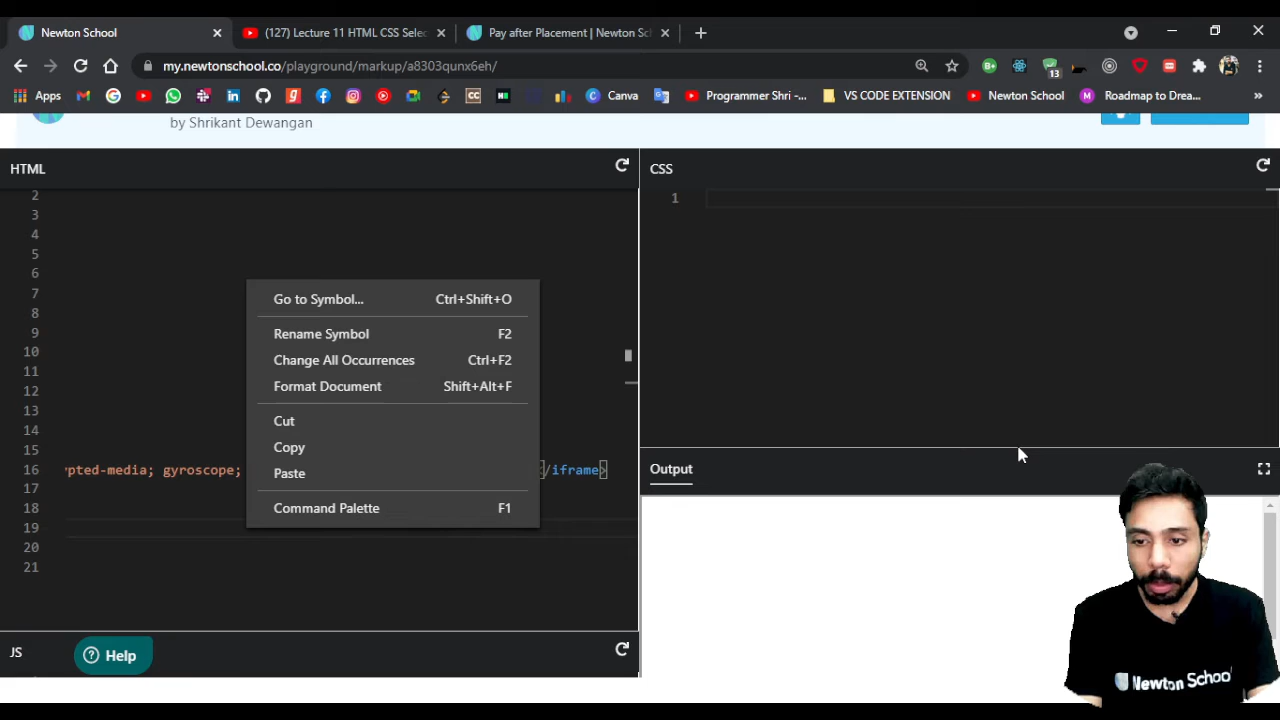 Newton School
(127) Lecture 11 HTML CSS Selec
Pay after Placement | Newton Sc
my.newtonschool.co/playground/markup/a8303qunx6eh/
13
Apps
CC
Canva
Programmer Shri -...
VS CODE EXTENSION
Newton School
M
Roadmap to Drea...
»
by Shrikant Dewangan
HTML
CSS
2
3
4
5
6
7
8
9
10
11
12
13
14
15
16 ypted-media; gyroscope; </iframe>
17
18
19
20
21
1
Go to Symbol... Ctrl+Shift+O
Rename Symbol F2
Change All Occurrences Ctrl+F2
Format Document Shift+Alt+F
Cut
Copy
Paste
Command Palette F1
Output
JS
Help
Newton School